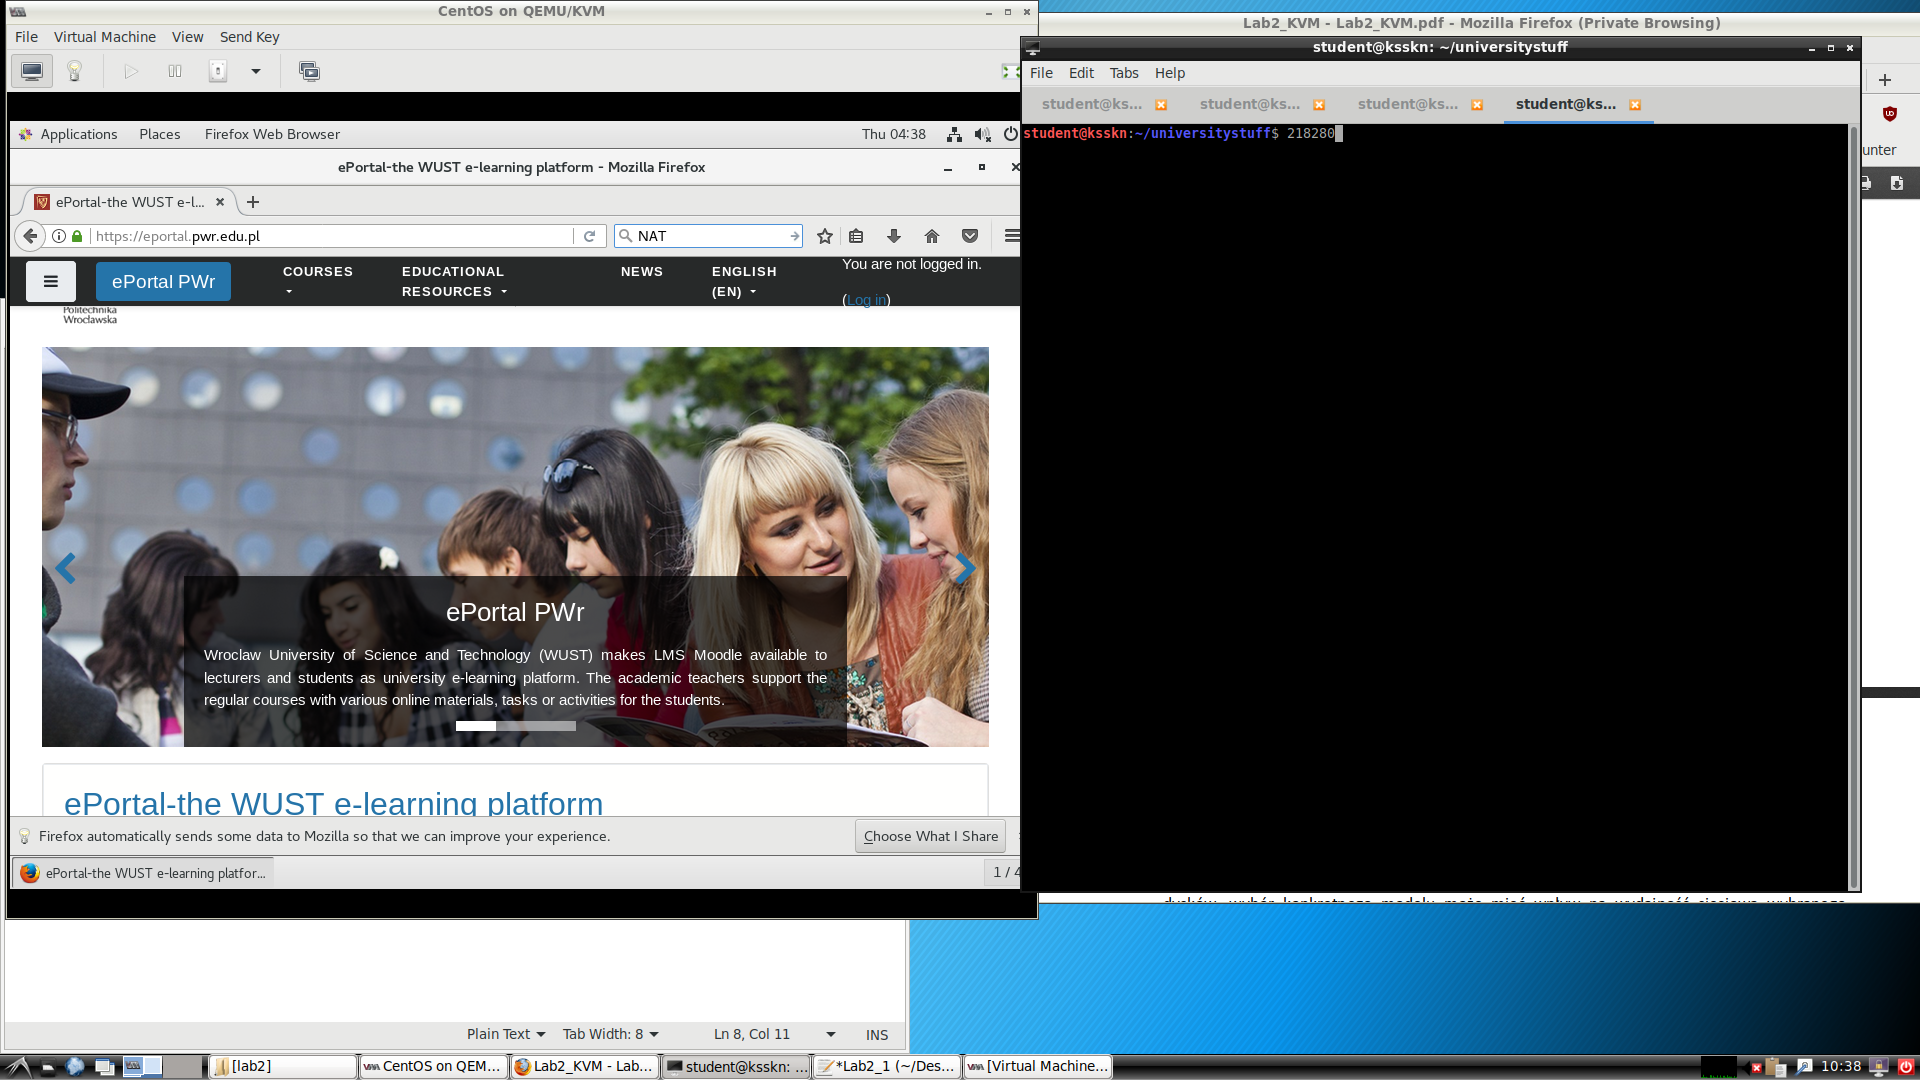 CentOS on QEMU/KVM
File Virtual Machine View Send Key
Applications Places Firefox Web Browser Thu 04:38
ePortal-the WUST e-learning platform - Mozilla Firefox
ePortal-the WUST e-l...
https://eportal.pwr.edu.pl
NAT
ePortal PWr
COURSES
EDUCATIONAL
RESOURCES
NEWS
ENGLISH
(EN)
You are not logged in.
(Log in)
Politechnika
Wrocławska
ePortal PWr
Wroclaw University of Science and Technology (WUST) makes LMS Moodle available to
lecturers and students as university e-learning platform. The academic teachers support the
regular courses with various online materials, tasks or activities for the students.
ePortal-the WUST e-learning platform
Firefox automatically sends some data to Mozilla so that we can improve your experience.
Choose What I Share
ePortal-the WUST e-learning platfor...
1 / 4
Lab2_KVM - Lab2_KVM.pdf - Mozilla Firefox (Private Browsing)
student@ksskn: ~/universitystuff
File Edit Tabs Help
student@ks... student@ks... student@ks... student@ks...
student@ksskn:~/universitystuff$ 218280
unter
Plain Text Tab Width: 8 Ln 8, Col 11 INS
[lab2] CentOS on QEM... Lab2_KVM - Lab... student@ksskn: ... *Lab2_1 (~/Des... [Virtual Machine... 10:38